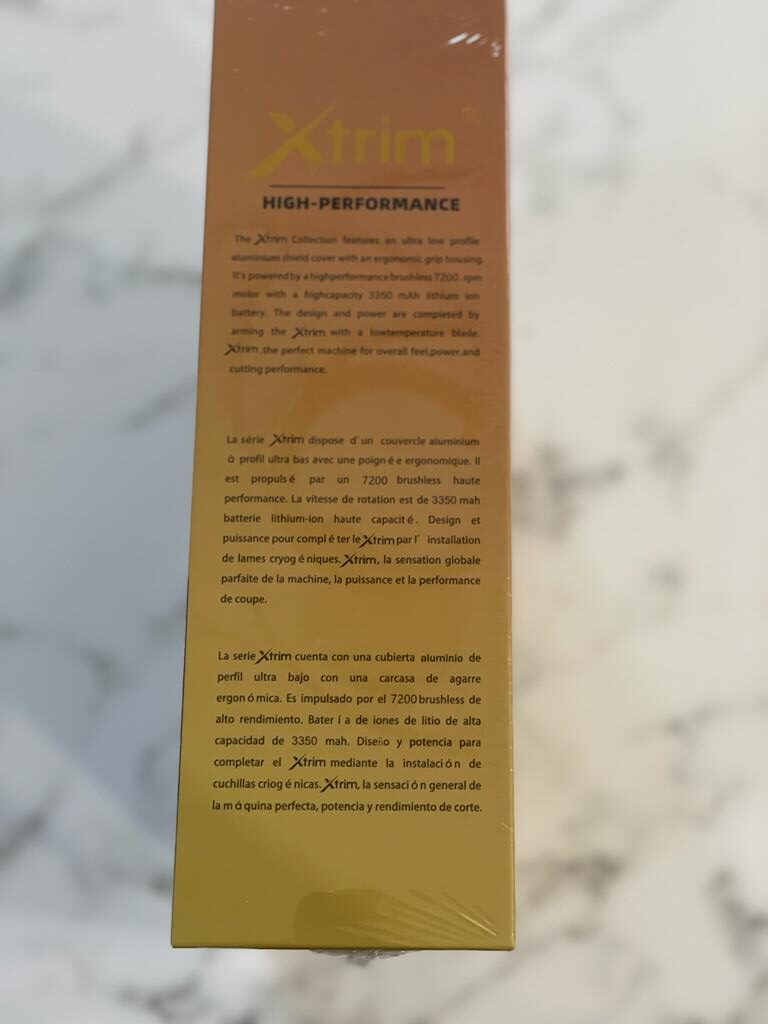 Xtrim®
HIGH-PERFORMANCE
The Xtrim Collection features an ultra low profile
aluminium shield cover with an ergonomic grip housing.
It's powered by a highperformance brushless 7200 .rpm
motor with a highcapacity 3350 mAh lithium ion
battery. The design and power are completed by
arming the Xtrim with a lowtemperature blade.
Xtrim ,the perfect machine for overall feel,power,and
cutting performance.
La série Xtrim dispose d' un couvercle aluminium
à profil ultra bas avec une poign é e ergonomique. Il
est propuls é par un 7200 brushless haute
performance. La vitesse de rotation est de 3350 mah
batterie lithium-ion haute capacit é . Design et
puissance pour compl é ter le Xtrim par l' installation
de lames cryog é niques. Xtrim, la sensation globale
parfaite de la machine, la puissance et la performance
de coupe.
La serie Xtrim cuenta con una cubierta aluminio de
perfil ultra bajo con una carcasa de agarre
ergon ó mica. Es impulsado por el 7200 brushless de
alto rendimiento. Bater í a de iones de litio de alta
capacidad de 3350 mah. Diseño y potencia para
completar el Xtrim mediante la instalaci ó n de
cuchillas criog é nicas. Xtrim, la sensaci ó n general de
la m á quina perfecta, potencia y rendimiento de corte.